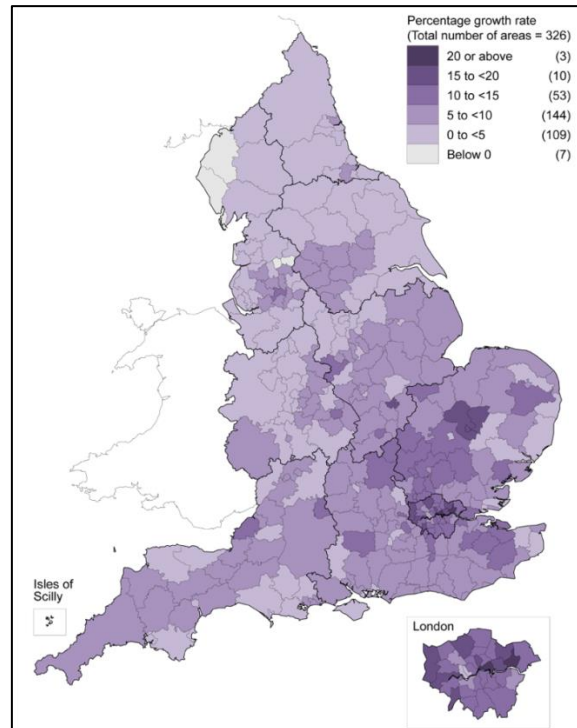 Percentage growth rate
(Total number of areas = 326)
20 or above (3)
15 to <20 (10)
10 to <15 (53)
5 to <10 (144)
0 to <5 (109)
Below 0 (7)
Isles of
Scilly
London